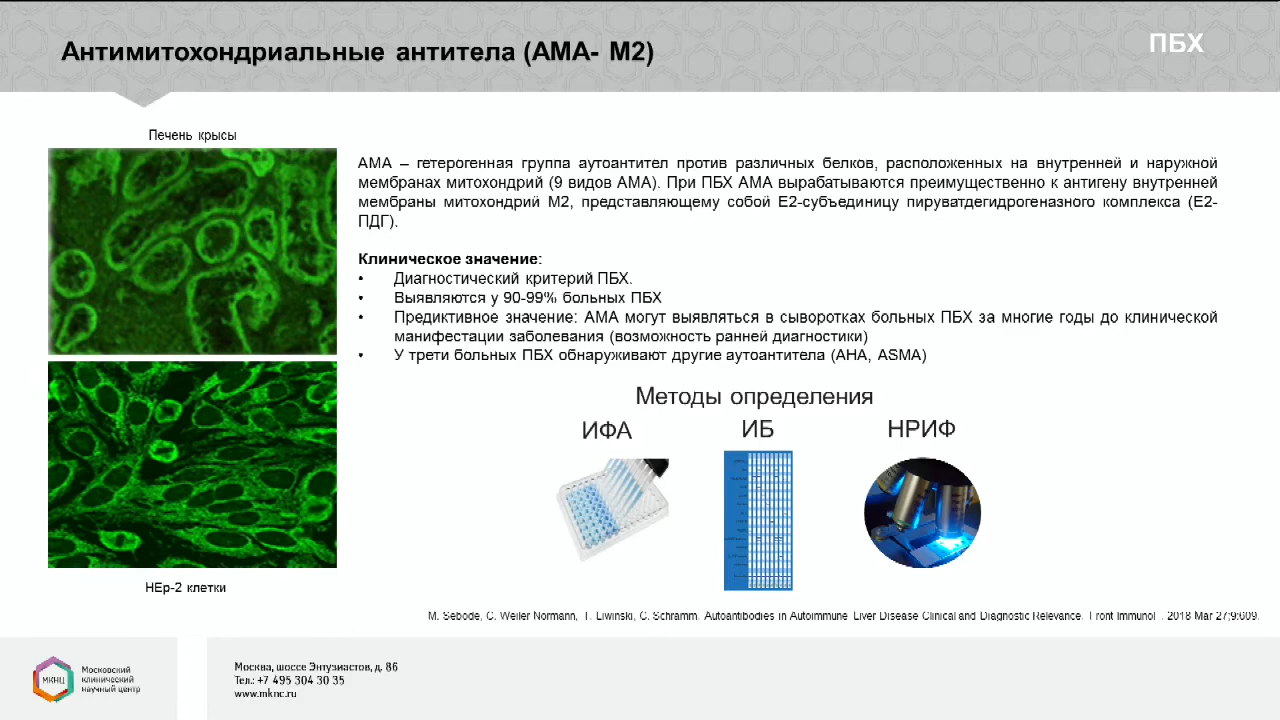 Антимитохондриальные антитела (АМА- М2)
ПБХ
Печень крысы
АМА – гетерогенная группа аутоантител против различных белков, расположенных на внутренней и наружной
мембранах митохондрий (9 видов АМА). При ПБХ АМА вырабатываются преимущественно к антигену внутренней
мембраны митохондрий М2, представляющему собой Е2-субъединицу пируватдегидрогеназного комплекса (Е2-
ПДГ).
Клиническое значение:
• Диагностический критерий ПБХ.
• Выявляются у 90-99% больных ПБХ
• Предиктивное значение: АМА могут выявляться в сыворотках больных ПБХ за многие годы до клинической
манифестации заболевания (возможность ранней диагностики)
• У трети больных ПБХ обнаруживают другие аутоантитела (АНА, ASMA)
Методы определения
ИФА
ИБ
НРИФ
HEp-2 клетки
M. Sebode, C. Weiler Normann, T. Liwinski, C. Schramm. Autoantibodies in Autoimmune Liver Disease Clinical and Diagnostic Relevance. Front Immunol . 2018 Mar 27;9:609.
МКНЦ
Московский
клинический
научный центр
Москва, шоссе Энтузиастов, д. 86
Тел.: +7 495 304 30 35
www.mknc.ru